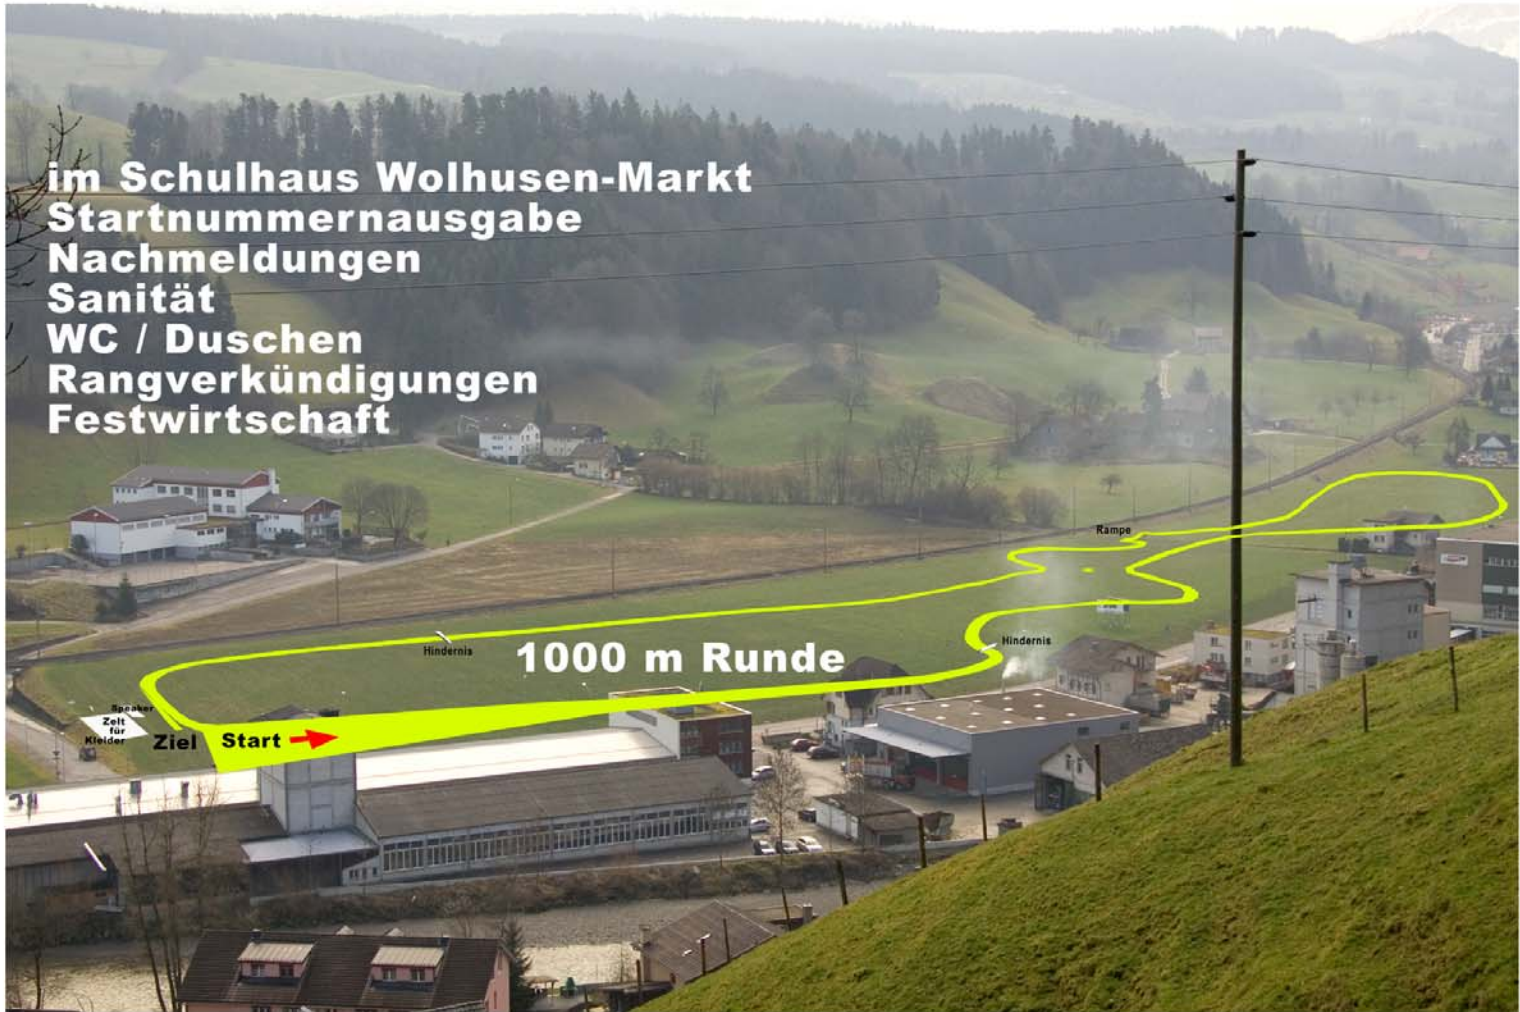 im Schulhaus Wolhusen-Markt
Startnummernausgabe
Nachmeldungen
Sanität
WC / Duschen
Rangverkündigungen
Festwirtschaft
Rampe
Hindernis
Hindernis
1000 m Runde
Speaker
Zelt
für
Kleider
Ziel
Start